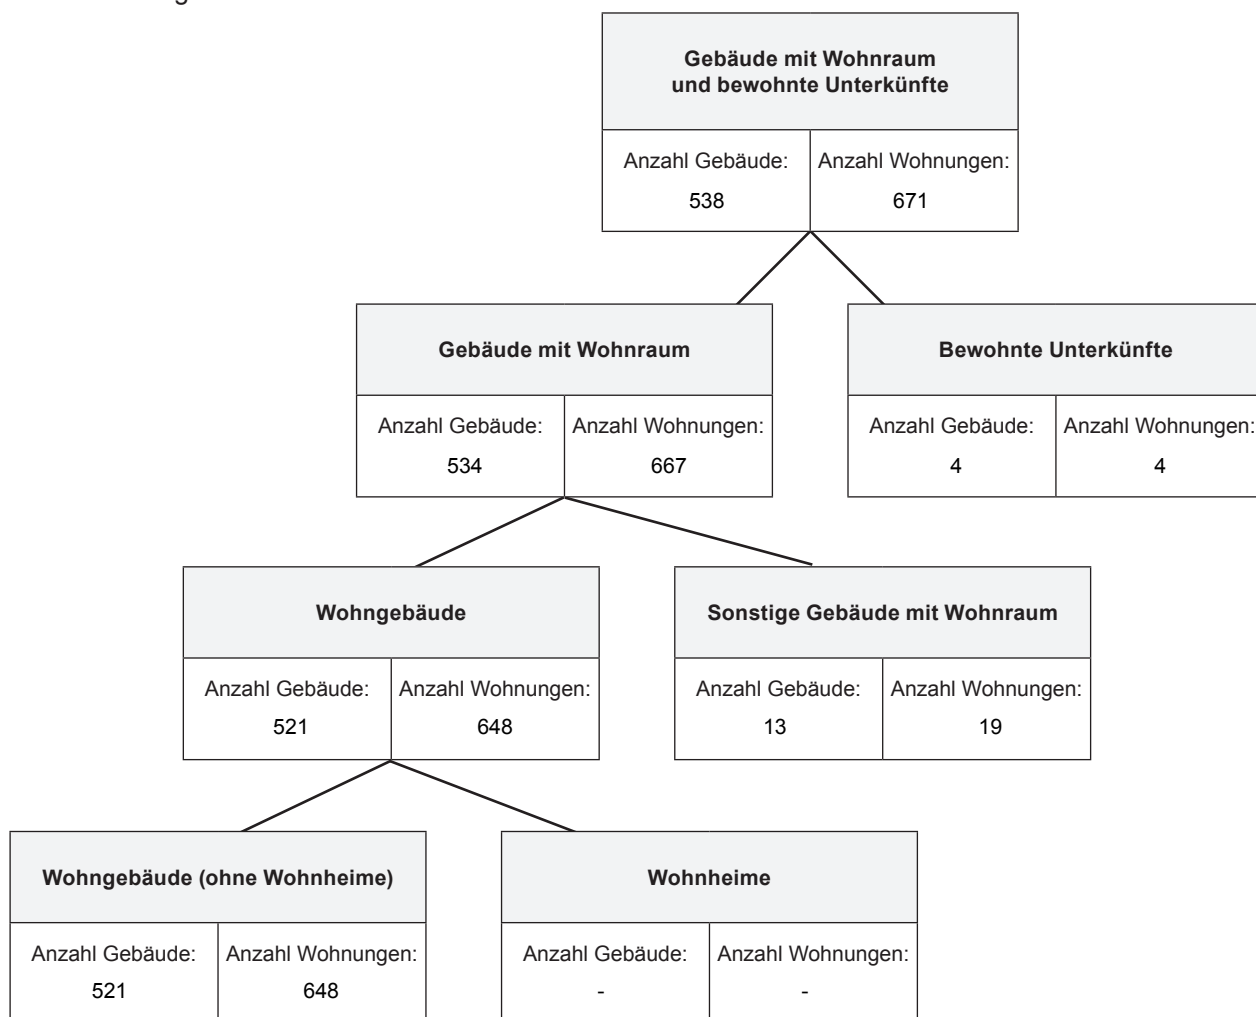 Gebäude mit Wohnraum
und bewohnte Unterkünfte
Anzahl Gebäude: Anzahl Wohnungen:
538 671
Gebäude mit Wohnraum Bewohnte Unterkünfte
Anzahl Gebäude: Anzahl Wohnungen: Anzahl Gebäude: Anzahl Wohnungen:
534 667 4 4
Wohngebäude Sonstige Gebäude mit Wohnraum
Anzahl Gebäude: Anzahl Wohnungen: Anzahl Gebäude: Anzahl Wohnungen:
521 648 13 19
Wohngebäude (ohne Wohnheime) Wohnheime
Anzahl Gebäude: Anzahl Wohnungen: Anzahl Gebäude: Anzahl Wohnungen:
521 648 - -